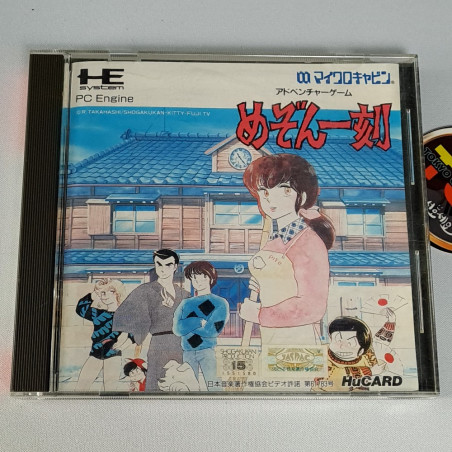 HE
system
PC Engine
マイクロキャビン
アドベンチャーゲーム
©R. TAKAHASHI/SHOGAKUKAN・KITTY・FUJI TV
めぞん一刻
15
日本音楽著作権協会ビデオ許諾
HuCARD
TOKYO